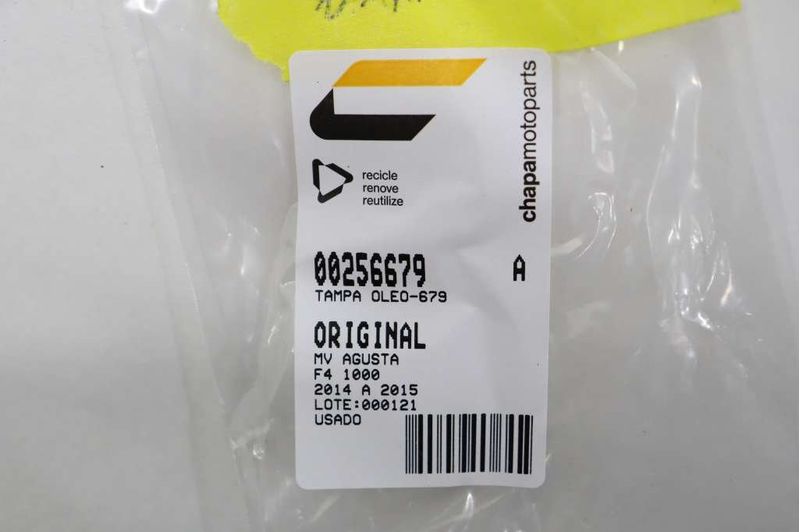 chapamotoparts
recicle
renove
reutilize
00256679 A
TAMPA OLEO-679
ORIGINAL
MV AGUSTA
F4 1000
2014 A 2015
LOTE:000121
USADO